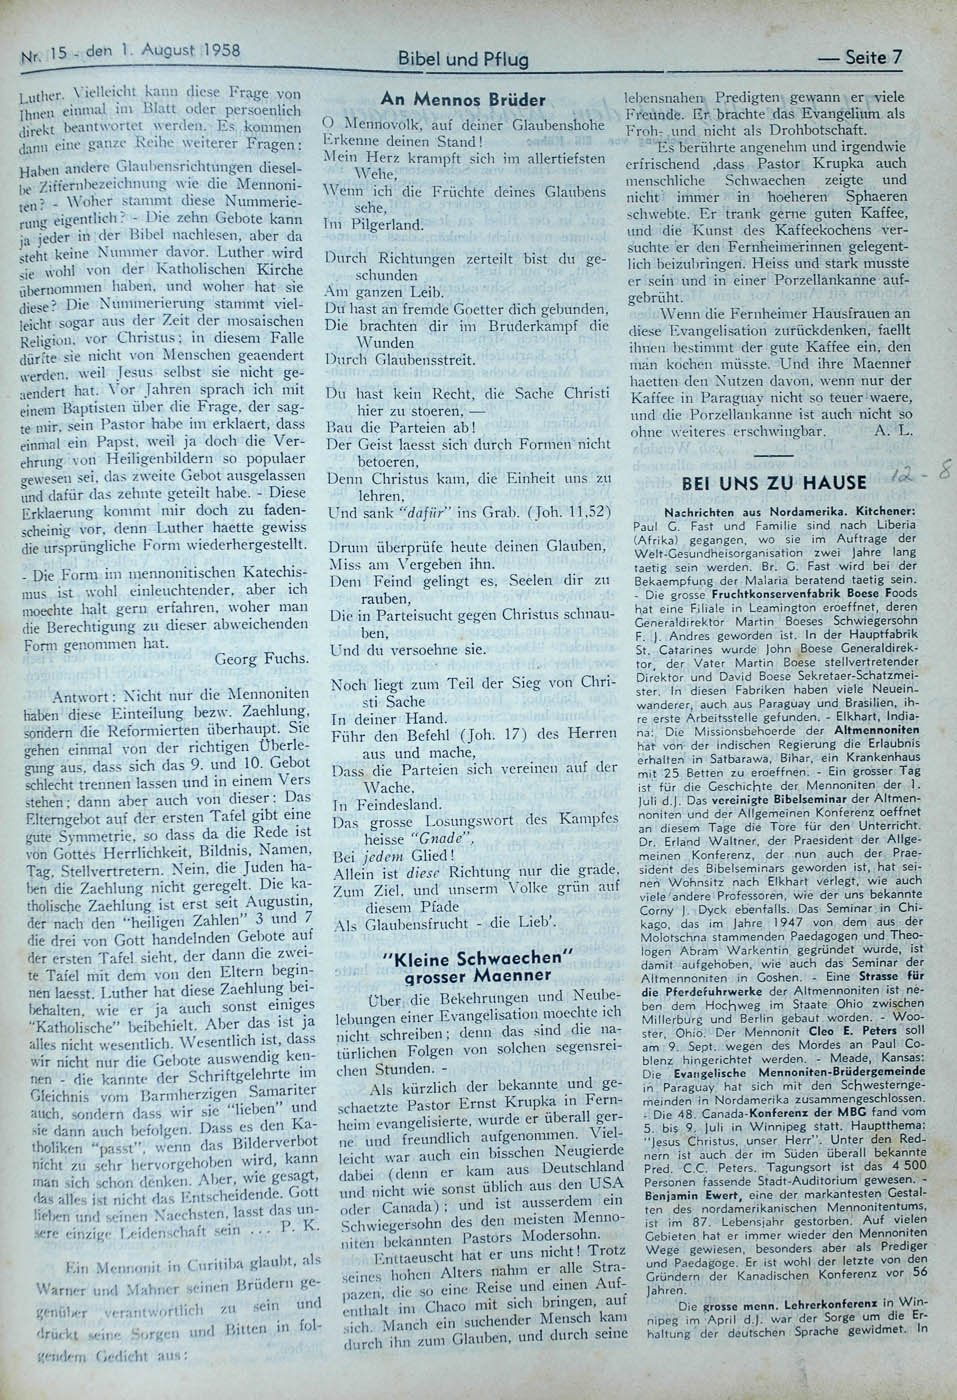 Nr. 15 - den 1. August 1958
Bibel und Pflug
— Seite 7
Luther. Vielleicht kann diese Frage von
Ihnen einmal im Blatt oder persoenlich
direkt beantwortet werden. Es kommen
dann eine ganze Reihe weiterer Fragen:
Haben andere Glaubensrichtungen diesel-
be Ziffernbezeichnung wie die Mennoni-
ten? - Woher stammt diese Nummerie-
rung eigentlich? - Die zehn Gebote kann
ja jeder in der Bibel nachlesen, aber da
steht keine Nummer davor. Luther wird
sie wohl von der Katholischen Kirche
übernommen haben, und woher hat sie
diese? Die Nummerierung stammt viel-
leicht sogar aus der Zeit der mosaischen
Religion, vor Christus; in diesem Falle
dürfte sie nicht von Menschen geaendert
werden, weil Jesus selbst sie nicht ge-
aendert hat. Vor Jahren sprach ich mit
einem Baptisten über die Frage, der sag-
te mir, sein Pastor habe im erklaert, dass
einmal ein Papst, weil ja doch die Ver-
ehrung von Heiligenbildern so populaer
gewesen sei, das zweite Gebot ausgelassen
und dafür das zehnte geteilt habe. - Diese
Erklaerung kommt mir doch zu faden-
scheinig vor, denn Luther haette gewiss
die ursprüngliche Form wiederhergestellt.
- Die Form im mennonitischen Katechis-
mus ist wohl einleuchtender, aber ich
moechte halt gern erfahren, woher man
die Berechtigung zu dieser abweichenden
Form genommen hat.
Georg Fuchs.
Antwort: Nicht nur die Mennoniten
haben diese Einteilung bezw. Zaehlung,
sondern die Reformierten überhaupt. Sie
gehen einmal von der richtigen Überle-
gung aus, dass sich das 9. und 10. Gebot
schlecht trennen lassen und in einem Vers
stehen; dann aber auch von dieser: Das
Elterngebot auf der ersten Tafel gibt eine
gute Symmetrie, so dass da die Rede ist
von Gottes Herrlichkeit, Bildnis, Namen,
Tag, Stellvertretern. Nein, die Juden ha-
ben die Zaehlung nicht geregelt. Die ka-
tholische Zaehlung ist erst seit Augustin,
der nach den "heiligen Zahlen" 3 und 7
die drei von Gott handelnden Gebote auf
der ersten Tafel sieht, der dann die zwei-
te Tafel mit dem von den Eltern begin-
nen laesst. Luther hat diese Zaehlung bei-
behalten, wie er ja auch sonst einiges
"Katholische" beibehielt. Aber das ist ja
alles nicht wesentlich. Wesentlich ist, dass
wir nicht nur die Gebote auswendig ken-
nen - die kannte der Schriftgelehrte im
Gleichnis vom Barmherzigen Samariter
auch, sondern dass wir sie "lieben" und
sie dann auch befolgen. Dass es den Ka-
tholiken "passt", wenn das Bilderverbot
nicht zu sehr hervorgehoben wird, kann
man sich schon denken. Aber, wie gesagt,
das alles ist nicht das Entscheidende. Gott
lieben und seinen Naechsten, lasst das un-
sere einzige Leidenschaft sein ... P. K.
Ein Mennonit in Curitiba glaubt, als
Warner und Mahner seinen Brüdern ge-
genüber verantwortlich zu sein und
drückt seine Sorgen und Bitten in fol-
gendem Gedicht aus:
An Mennos Brüder
O Mennovolk, auf deiner Glaubenshohe
Erkenne deinen Stand!
Mein Herz krampft sich im allertiefsten
Wehe,
Wenn ich die Früchte deines Glaubens
sehe,
Im Pilgerland.
Durch Richtungen zerteilt bist du ge-
schunden
Am ganzen Leib.
Du hast an fremde Goetter dich gebunden,
Die brachten dir im Bruderkampf die
Wunden
Durch Glaubensstreit.
Du hast kein Recht, die Sache Christi
hier zu stoeren, —
Bau die Parteien ab!
Der Geist laesst sich durch Formen nicht
betoeren,
Denn Christus kam, die Einheit uns zu
lehren,
Und sank "dafür" ins Grab. (Joh. 11,52)
Drum überprüfe heute deinen Glauben,
Miss am Vergeben ihn.
Dem Feind gelingt es, Seelen dir zu
rauben,
Die in Parteisucht gegen Christus schnau-
ben,
Und du versoehne sie.
Noch liegt zum Teil der Sieg von Chri-
sti Sache
In deiner Hand.
Führ den Befehl (Joh. 17) des Herren
aus und mache,
Dass die Parteien sich vereinen auf der
Wache,
In Feindesland.
Das grosse Losungswort des Kampfes
heisse "Gnade",
Bei jedem Glied!
Allein ist diese Richtung nur die grade,
Zum Ziel, und unserm Volke grün auf
diesem Pfade
Als Glaubensfrucht - die Lieb'.
"Kleine Schwaechen"
grosser Maenner
Über die Bekehrungen und Neube-
lebungen einer Evangelisation moechte ich
nicht schreiben; denn das sind die na-
türlichen Folgen von solchen segensrei-
chen Stunden. -
Als kürzlich der bekannte und ge-
schaetzte Pastor Ernst Krupka in Fern-
heim evangelisierte, wurde er überall ger-
ne und freundlich aufgenommen. Viel-
leicht war auch ein bisschen Neugierde
dabei (denn er kam aus Deutschland
und nicht wie sonst üblich aus den USA
oder Canada); und ist ausserdem ein
Schwiegersohn des den meisten Menno-
niten bekannten Pastors Modersohn.
Enttaeuscht hat er uns nicht! Trotz
seines hohen Alters nahm er alle Stra-
pazen, die so eine Reise und einen Auf-
enthalt im Chaco mit sich bringen, auf
sich. Manch ein suchender Mensch kam
durch ihn zum Glauben, und durch seine
lebensnahen Predigten gewann er viele
Freunde. Er brachte das Evangelium als
Froh- und nicht als Drohbotschaft.
Es berührte angenehm und irgendwie
erfrischend ,dass Pastor Krupka auch
menschliche Schwaechen zeigte und
nicht immer in hoeheren Sphaeren
schwebte. Er trank gerne guten Kaffee,
und die Kunst des Kaffeekochens ver-
suchte er den Fernheimerinnen gelegent-
lich beizubringen. Heiss und stark musste
er sein und in einer Porzellankanne auf-
gebrüht.
Wenn die Fernheimer Hausfrauen an
diese Evangelisation zurückdenken, faellt
ihnen bestimmt der gute Kaffee ein, den
man kochen müsste. Und ihre Maenner
haetten den Nutzen davon, wenn nur der
Kaffee in Paraguay nicht so teuer waere,
und die Porzellankanne ist auch nicht so
ohne weiteres erschwingbar. A. L.
BEI UNS ZU HAUSE
12 - 8
Nachrichten aus Nordamerika. Kitchener:
Paul G. Fast und Familie sind nach Liberia
(Afrika) gegangen, wo sie im Auftrage der
Welt-Gesundheisorganisation zwei Jahre lang
taetig sein werden. Br. G. Fast wird bei der
Bekaempfung der Malaria beratend taetig sein.
- Die grosse Fruchtkonservenfabrik Boese Foods
hat eine Filiale in Leamington eroeffnet, deren
Generaldirektor Martin Boeses Schwiegersohn
F. J. Andres geworden ist. In der Hauptfabrik
St. Catarines wurde John Boese Generaldirek-
tor, der Vater Martin Boese stellvertretender
Direktor und David Boese Sekretaer-Schatzmei-
ster. In diesen Fabriken haben viele Neuein-
wanderer, auch aus Paraguay und Brasilien, ih-
re erste Arbeitsstelle gefunden. - Elkhart, India-
na: Die Missionsbehoerde der Altmennoniten
hat von der indischen Regierung die Erlaubnis
erhalten in Satbarawa, Bihar, ein Krankenhaus
mit 25 Betten zu eroeffnen. - Ein grosser Tag
ist für die Geschichte der Mennoniten der 1.
Juli d.J. Das vereinigte Bibelseminar der Altmen-
noniten und der Allgemeinen Konferenz oeffnet
an diesem Tage die Tore für den Unterricht.
Dr. Erland Waltner, der Praesident der Allge-
meinen Konferenz, der nun auch der Prae-
sident des Bibelseminars geworden ist, hat sei-
nen Wohnsitz nach Elkhart verlegt, wie auch
viele andere Professoren, wie der uns bekannte
Corny J. Dyck ebenfalls. Das Seminar in Chi-
kago, das im Jahre 1947 von dem aus der
Molotschna stammenden Paedagogen und Theo-
logen Abram Warkentin gegründet wurde, ist
damit aufgehoben, wie auch das Seminar der
Altmennoniten in Goshen. - Eine Strasse für
die Pferdefuhrwerke der Altmennoniten ist ne-
ben dem Hochweg im Staate Ohio zwischen
Millerburg und Berlin gebaut worden. - Woo-
ster, Ohio. Der Mennonit Cleo E. Peters soll
am 9. Sept. wegen des Mordes an Paul Co-
blenz hingerichtet werden. - Meade, Kansas:
Die Evangelische Mennoniten-Brüdergemeinde
in Paraguay hat sich mit den Schwesternge-
meinden in Nordamerika zusammengeschlossen.
- Die 48. Canada-Konferenz der MBG fand vom
5. bis 9. Juli in Winnipeg statt. Hauptthema:
"Jesus Christus, unser Herr". Unter den Red-
nern ist auch der im Süden überall bekannte
Pred. C.C. Peters. Tagungsort ist das 4 500
Personen fassende Stadt-Auditorium gewesen. -
Benjamin Ewert, eine der markantesten Gestal-
ten des nordamerikanischen Mennonitentums,
ist im 87. Lebensjahr gestorben. Auf vielen
Gebieten hat er immer wieder den Mennoniten
Wege gewiesen, besonders aber als Prediger
und Paedagoge. Er ist wohl der letzte von den
Gründern der Kanadischen Konferenz vor 56
Jahren.
Die grosse menn. Lehrerkonferenz in Win-
nipeg im April d.J. war der Sorge um die Er-
haltung der deutschen Sprache gewidmet. In